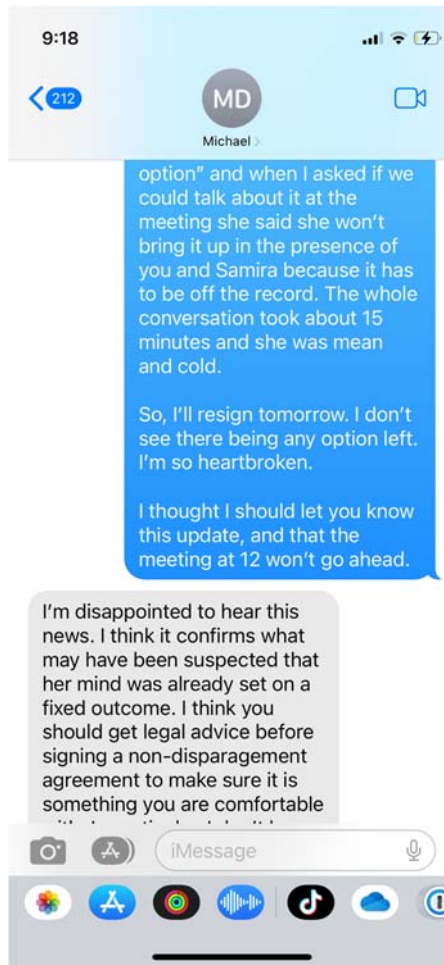 9:18
212
MD
Michael
option” and when I asked if we
could talk about it at the
meeting she said she won’t
bring it up in the presence of
you and Samira because it has
to be off the record. The whole
conversation took about 15
minutes and she was mean
and cold.
So, I’ll resign tomorrow. I don’t
see there being any option left.
I’m so heartbroken.
I thought I should let you know
this update, and that the
meeting at 12 won’t go ahead.
I’m disappointed to hear this
news. I think it confirms what
may have been suspected that
her mind was already set on a
fixed outcome. I think you
should get legal advice before
signing a non-disparagement
agreement to make sure it is
something you are comfortable
iMessage